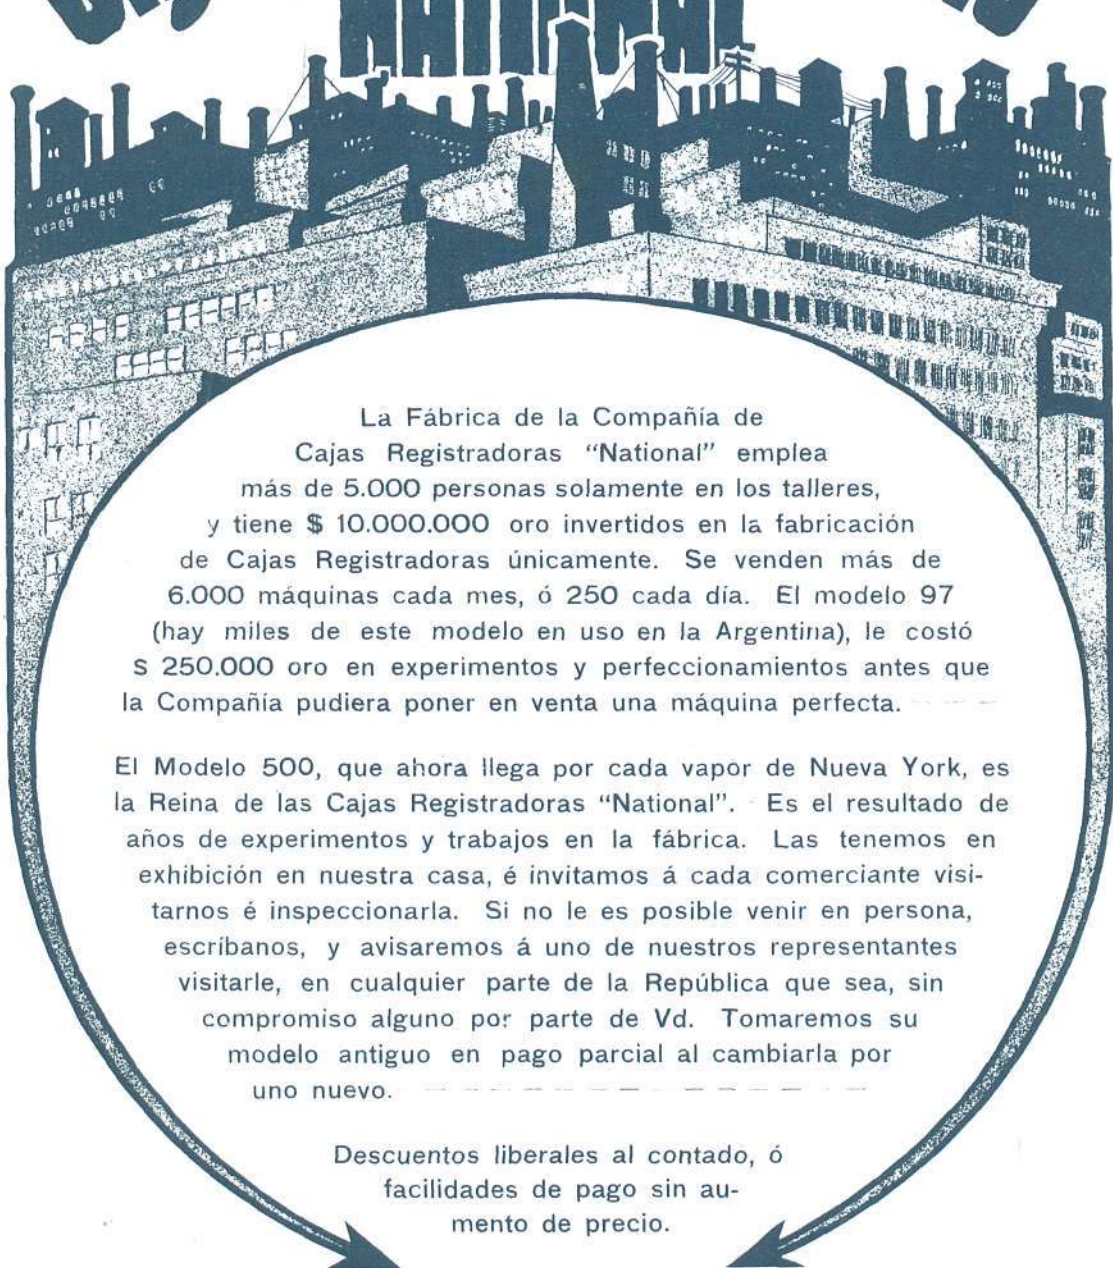 NATIONAL
La Fábrica de la Compañía de
Cajas Registradoras “National” emplea
más de 5.000 personas solamente en los talleres,
y tiene $ 10.000.000 oro invertidos en la fabricación
de Cajas Registradoras únicamente. Se venden más de
6.000 máquinas cada mes, ó 250 cada día. El modelo 97
(hay miles de este modelo en uso en la Argentina), le costó
$ 250.000 oro en experimentos y perfeccionamientos antes que
la Compañía pudiera poner en venta una máquina perfecta.
El Modelo 500, que ahora llega por cada vapor de Nueva York, es
la Reina de las Cajas Registradoras “National”. Es el resultado de
años de experimentos y trabajos en la fábrica. Las tenemos en
exhibición en nuestra casa, é invitamos á cada comerciante visi-
tarnos é inspeccionarla. Si no le es posible venir en persona,
escríbanos, y avisaremos á uno de nuestros representantes
visitarle, en cualquier parte de la República que sea, sin
compromiso alguno por parte de Vd. Tomaremos su
modelo antiguo en pago parcial al cambiarla por
uno nuevo.
Descuentos liberales al contado, ó
facilidades de pago sin au-
mento de precio.